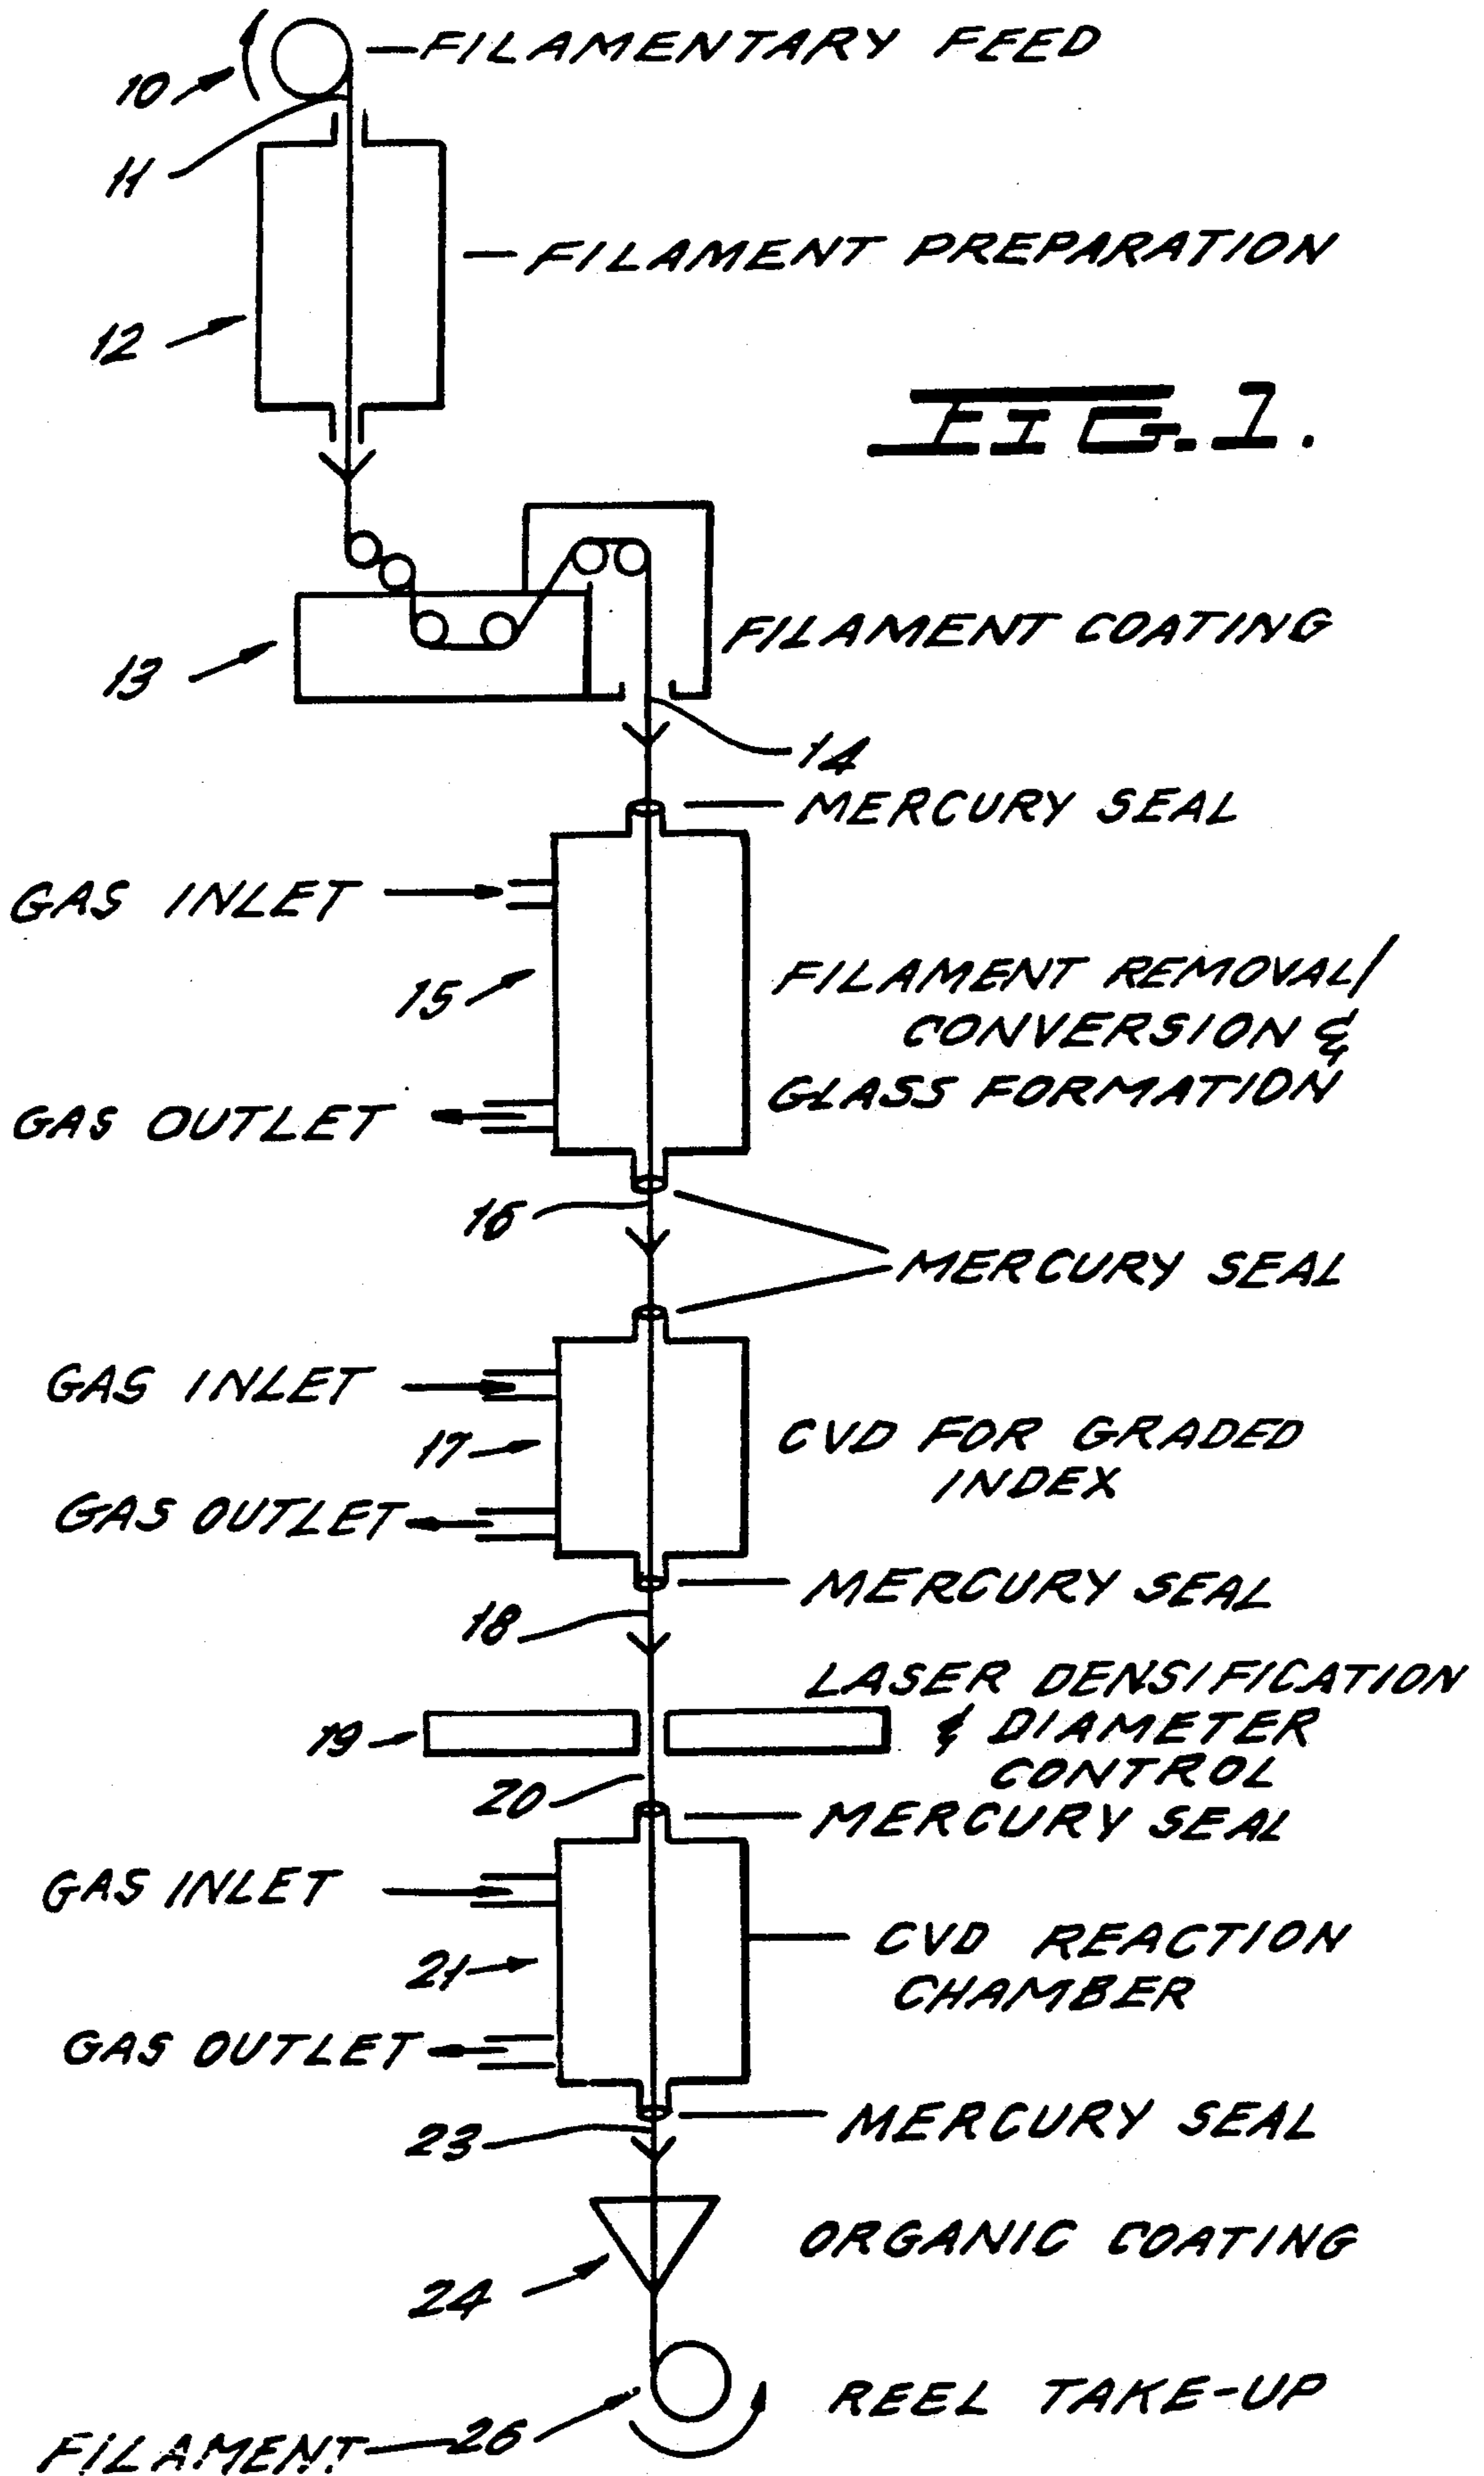 FILAMENTARY FEED
10
11
FILAMENT PREPARATION
12
FIG. 1.
FILAMENT COATING
13
14
MERCURY SEAL
GAS INLET
FILAMENT REMOVAL/
15
CONVERSION &
GLASS FORMATION
GAS OUTLET
16
MERCURY SEAL
GAS INLET
CVD FOR GRADED
17
INDEX
GAS OUTLET
MERCURY SEAL
18
LASER DENSIFICATION
& DIAMETER
19
CONTROL
20
MERCURY SEAL
GAS INLET
CVD REACTION
21
CHAMBER
GAS OUTLET
MERCURY SEAL
23
ORGANIC COATING
24
REEL TAKE-UP
FILAMENT 26